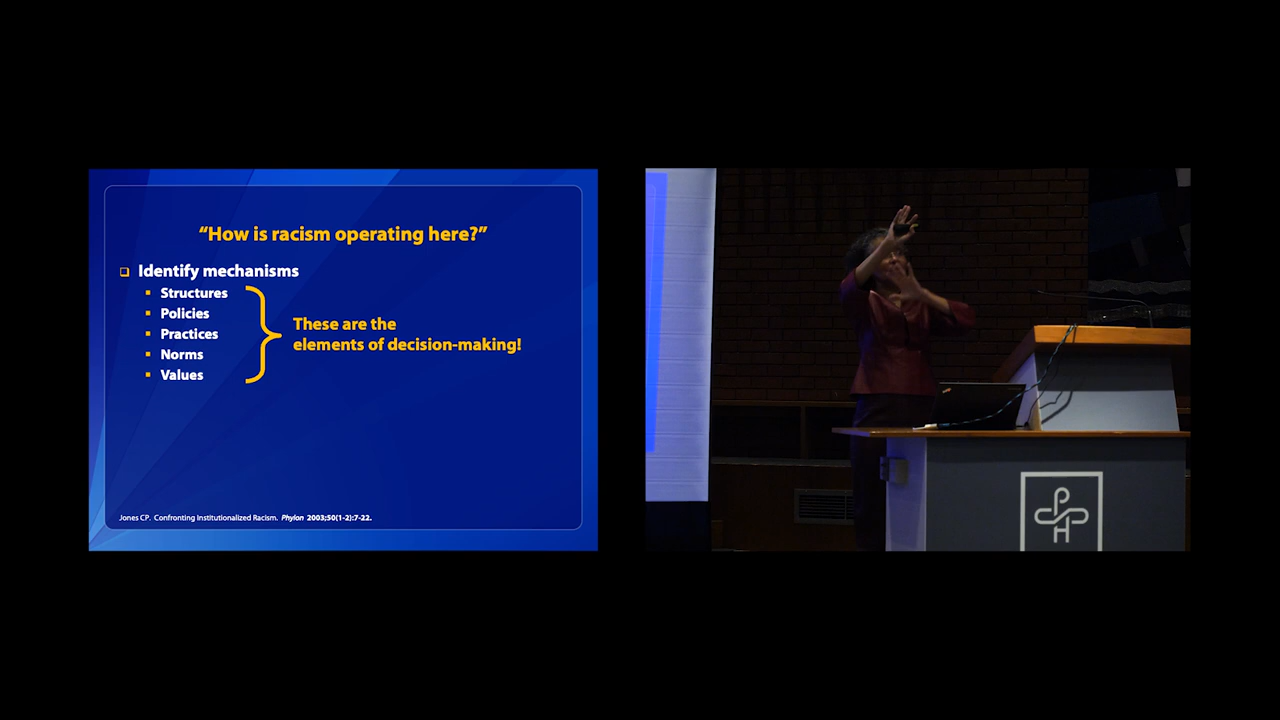 “How is racism operating here?”
❑ Identify mechanisms
▪ Structures
▪ Policies
▪ Practices
▪ Norms
▪ Values
These are the
elements of decision-making!
Jones CP. Confronting Institutionalized Racism. Phylon 2003;50(1-2):7-22.
P
H